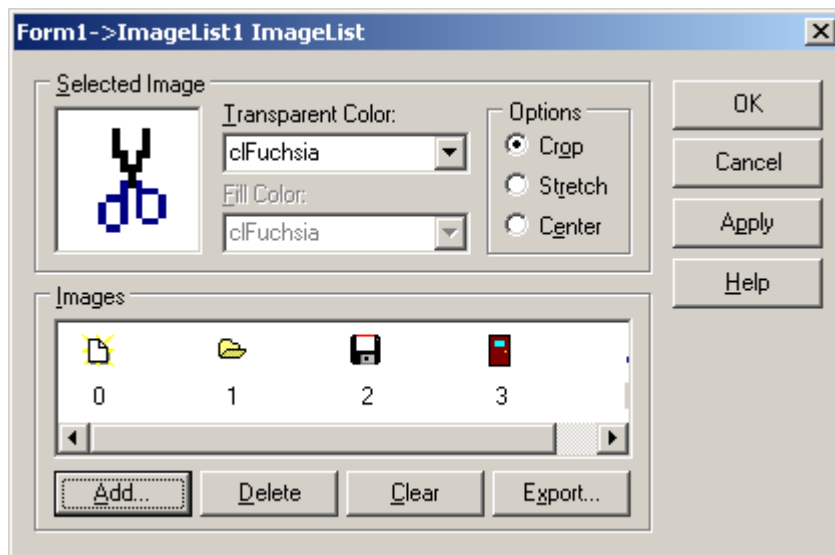 Form1->ImageList1 ImageList
Selected Image
Transparent Color:
clFuchsia
Fill Color:
clFuchsia
Options
Crop
Stretch
Center
OK
Cancel
Apply
Help
Images
0 1 2 3
Add... Delete Clear Export...